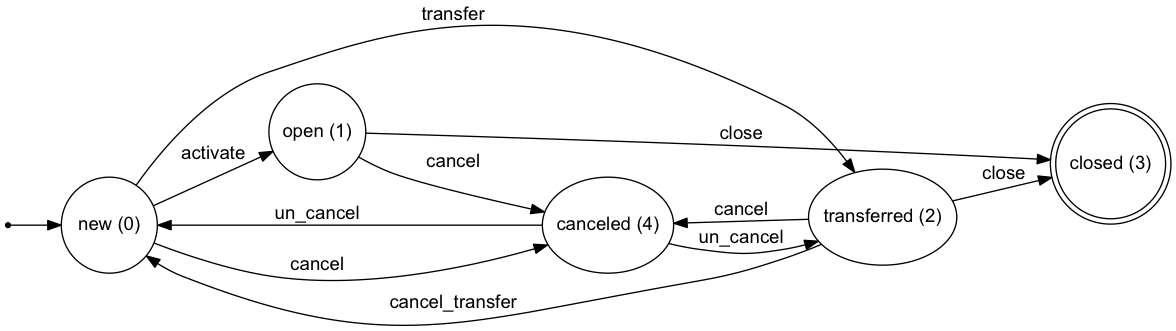 transfer
open (1)
close
closed (3)
activate
cancel
close
new (0)
un_cancel
canceled (4)
cancel
transferred (2)
un_cancel
cancel
cancel_transfer